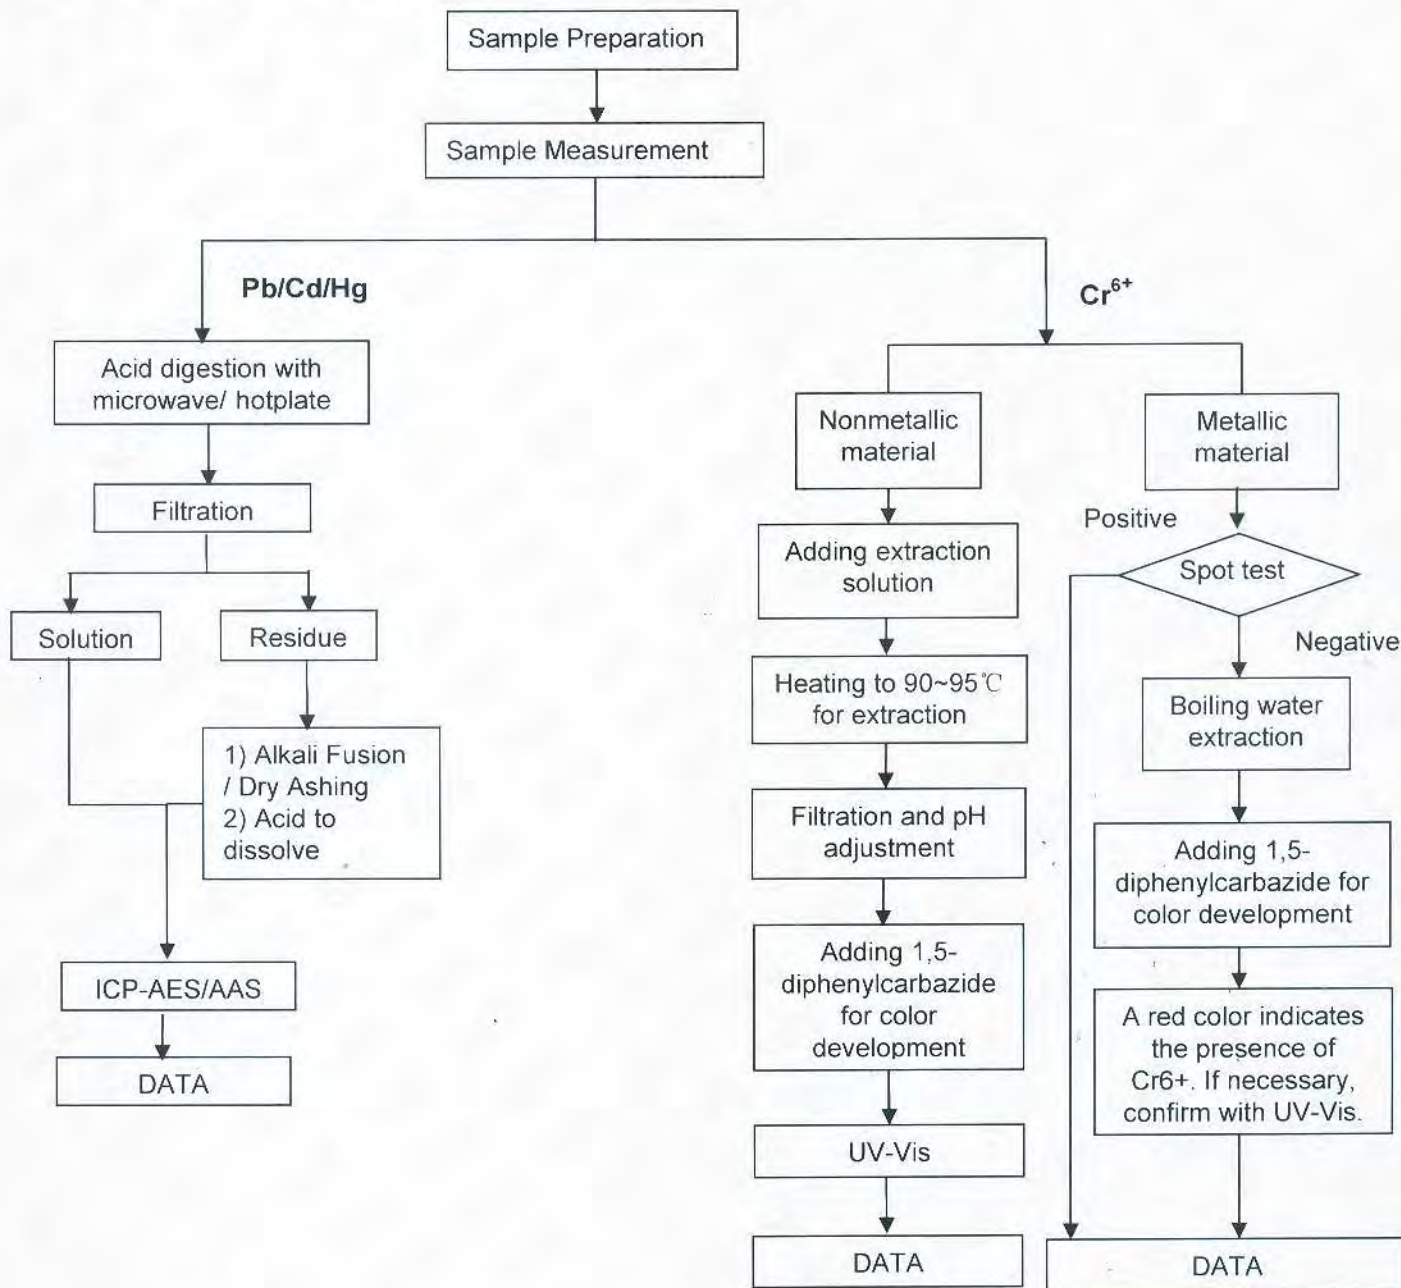 Sample Preparation
Sample Measurement
Pb/Cd/Hg
Acid digestion with
microwave/ hotplate
Filtration
Solution
Residue
1) Alkali Fusion
/ Dry Ashing
2) Acid to
dissolve
ICP-AES/AAS
DATA
Cr⁶⁺
Nonmetallic
material
Adding extraction
solution
Heating to 90~95℃
for extraction
Filtration and pH
adjustment
Adding 1,5-
diphenylcarbazide
for color
development
UV-Vis
DATA
Metallic
material
Positive
Spot test
Negative
Boiling water
extraction
Adding 1,5-
diphenylcarbazide for
color development
A red color indicates
the presence of
Cr6+. If necessary,
confirm with UV-Vis.
DATA